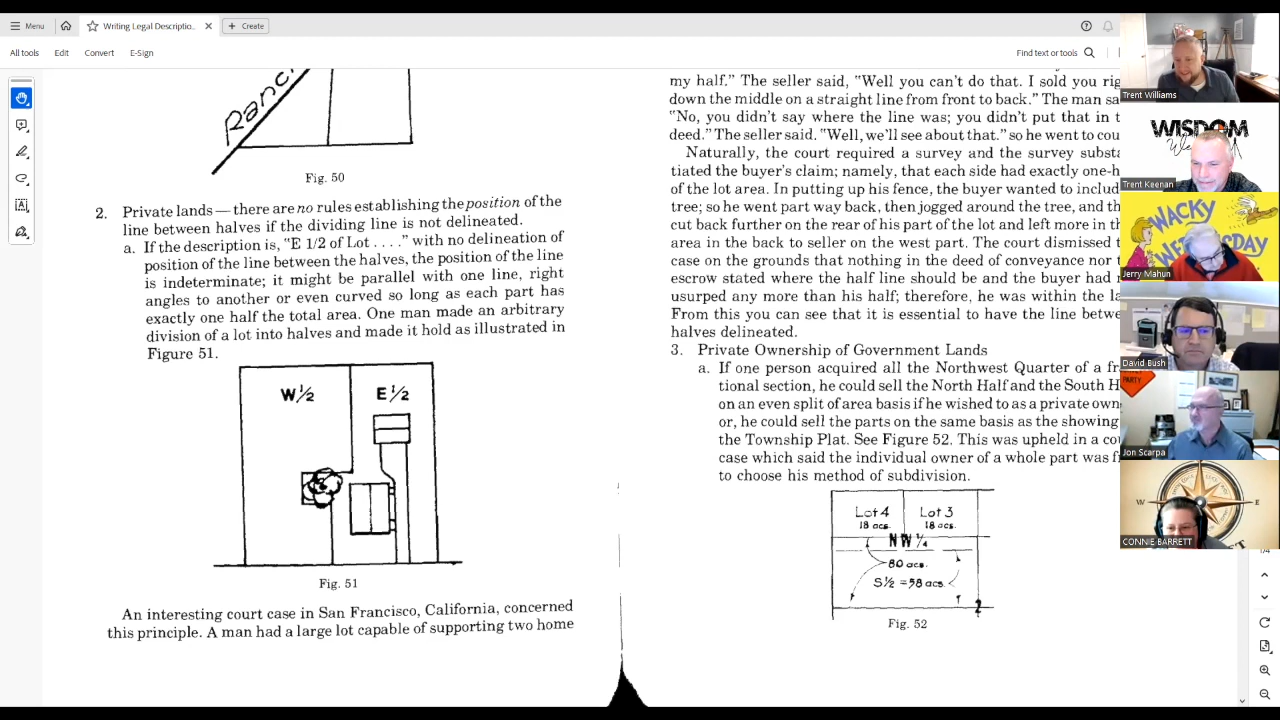 Menu
Writing Legal Descriptio...
Create
All tools
Edit
Convert
E-Sign
Find text or tools
Fig. 50
2. Private lands — there are no rules establishing the position of the
line between halves if the dividing line is not delineated.
a. If the description is, "E 1/2 of Lot . . . ." with no delineation of
position of the line between the halves, the position of the line
is indeterminate; it might be parallel with one line, right
angles to another or even curved so long as each part has
exactly one half the total area. One man made an arbitrary
division of a lot into halves and made it hold as illustrated in
Figure 51.
W 1/2
E 1/2
Fig. 51
An interesting court case in San Francisco, California, concerned
this principle. A man had a large lot capable of supporting two home
my half." The seller said, "Well you can't do that. I sold you rig
down the middle on a straight line from front to back." The man sa
"No, you didn't say where the line was; you didn't put that in t
deed." The seller said. "Well, we'll see about that." so he went to cou
Naturally, the court required a survey and the survey substa
tiated the buyer's claim; namely, that each side had exactly one-h
of the lot area. In putting up his fence, the buyer wanted to includ
tree; so he went part way back, then jogged around the tree, and th
cut back further on the rear of his part of the lot and left more in t
area in the back to seller on the west part. The court dismissed t
case on the grounds that nothing in the deed of conveyance nor t
escrow stated where the half line should be and the buyer had
usurped any more than his half; therefore, he was within the la
From this you can see that it is essential to have the line betwe
halves delineated.
3. Private Ownership of Government Lands
a. If one person acquired all the Northwest Quarter of a fr
tional section, he could sell the North Half and the South H
on an even split of area basis if he wished to as a private own
or, he could sell the parts on the same basis as the showing
the Township Plat. See Figure 52. This was upheld in a cou
case which said the individual owner of a whole part was f
to choose his method of subdivision.
Lot 4
18 acs.
Lot 3
18 acs.
NW 1/4
80 acs.
S 1/2 = 58 acs.
2
Fig. 52
Trent Williams
WISDOM
Trent Keenan
WACKY
Jerry Mahun
David Bush
PARTY
Jon Scarpa
W
E
CONNIE BARRETT